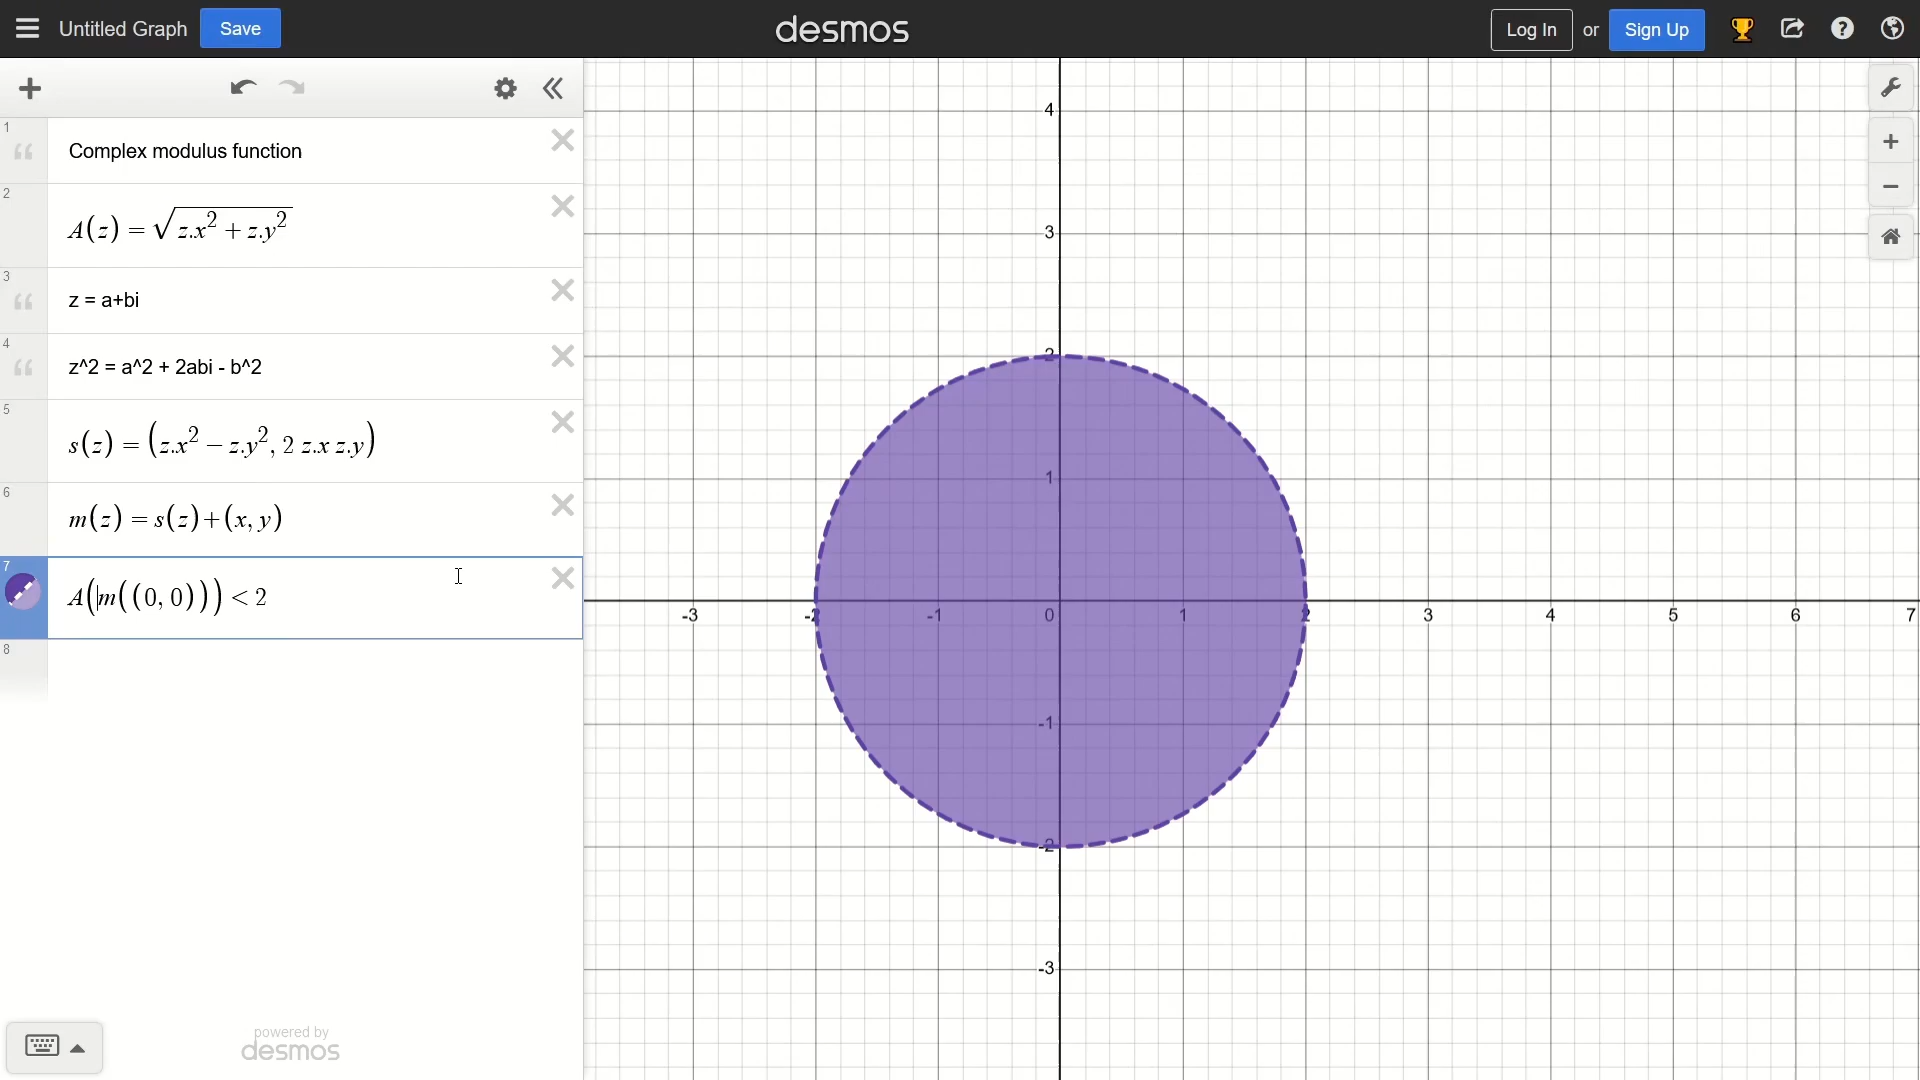 Untitled Graph
Save
desmos
Log In
or
Sign Up
1
Complex modulus function
2
A(z) = √(z.x² + z.y²)
3
z = a+bi
4
z^2 = a^2 + 2abi - b^2
5
s(z) = (z.x² − z.y², 2 z.x z.y)
6
m(z) = s(z)+(x, y)
7
A(m((0, 0))) < 2
8
powered by
desmos
4
3
2
1
-3
-2
-1
0
1
2
3
4
5
6
7
-1
-2
-3